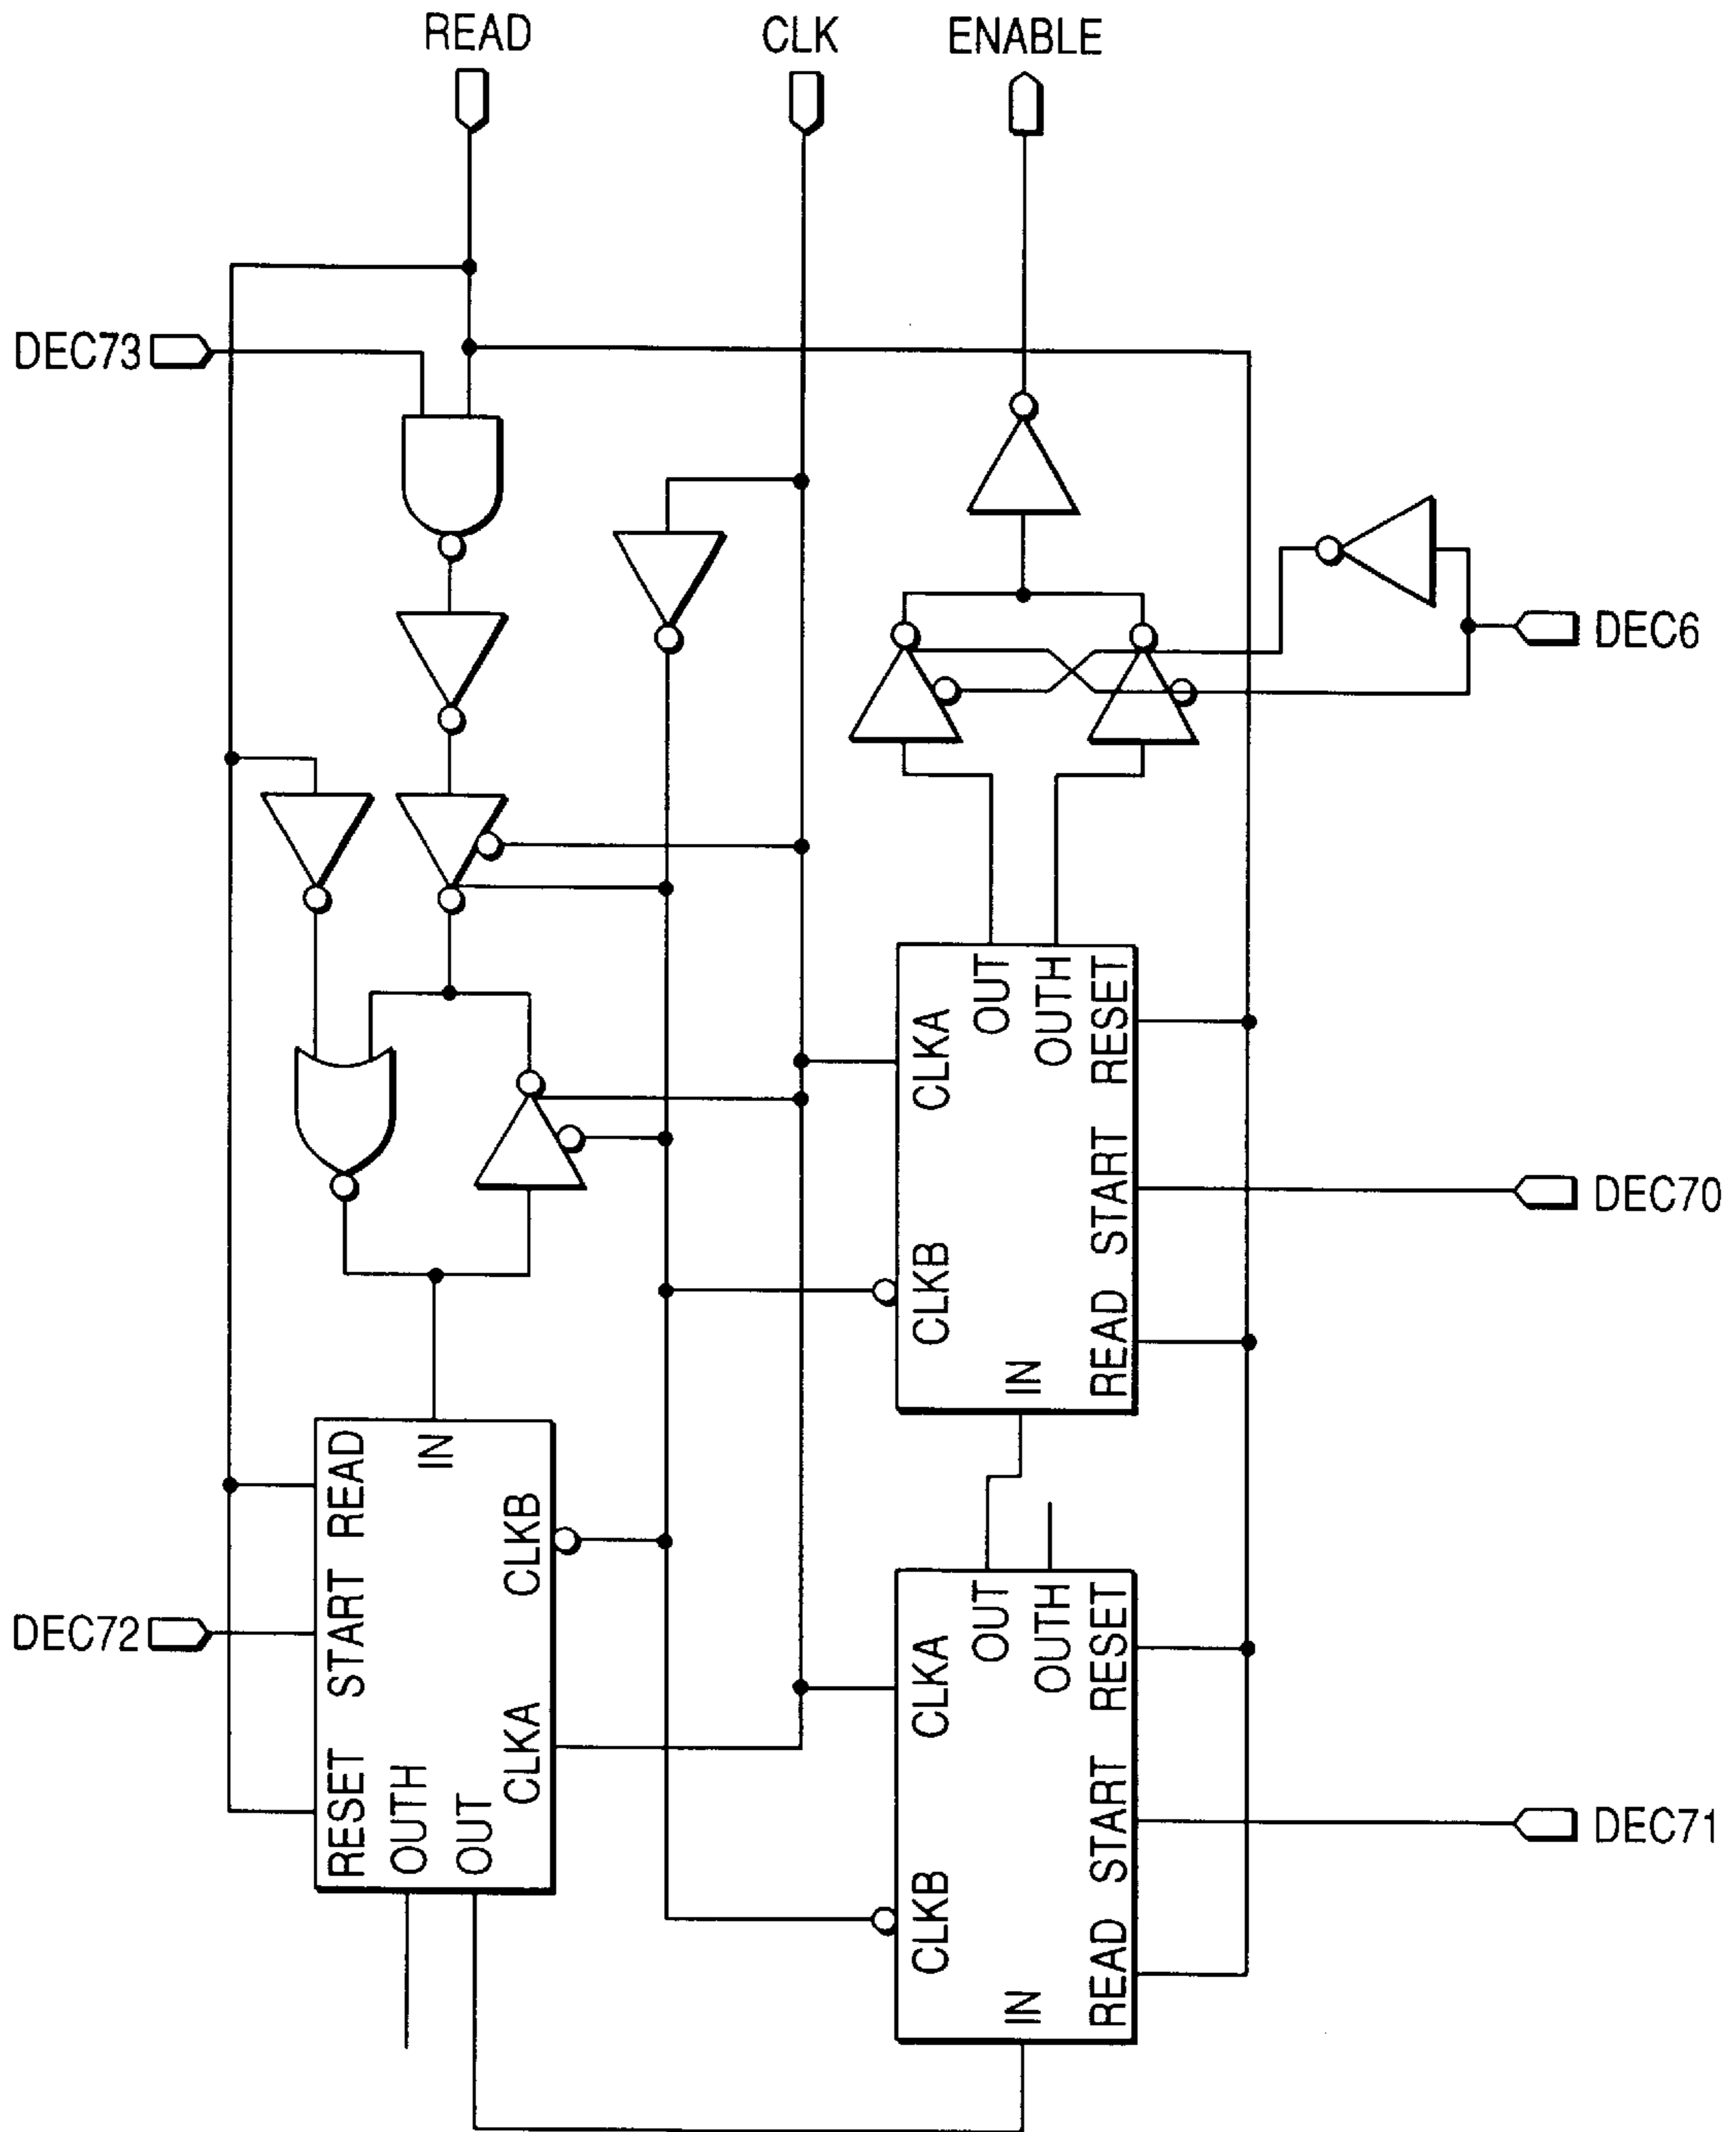 READ
CLK
ENABLE
DEC73
DEC6
CLKA
OUT
OUTH
RESET
START
DEC70
CLKB
READ
IN
READ
IN
CLKB
START
DEC72
RESET
OUTH
OUT
CLKA
CLKA
OUT
OUTH
RESET
START
DEC71
CLKB
READ
IN